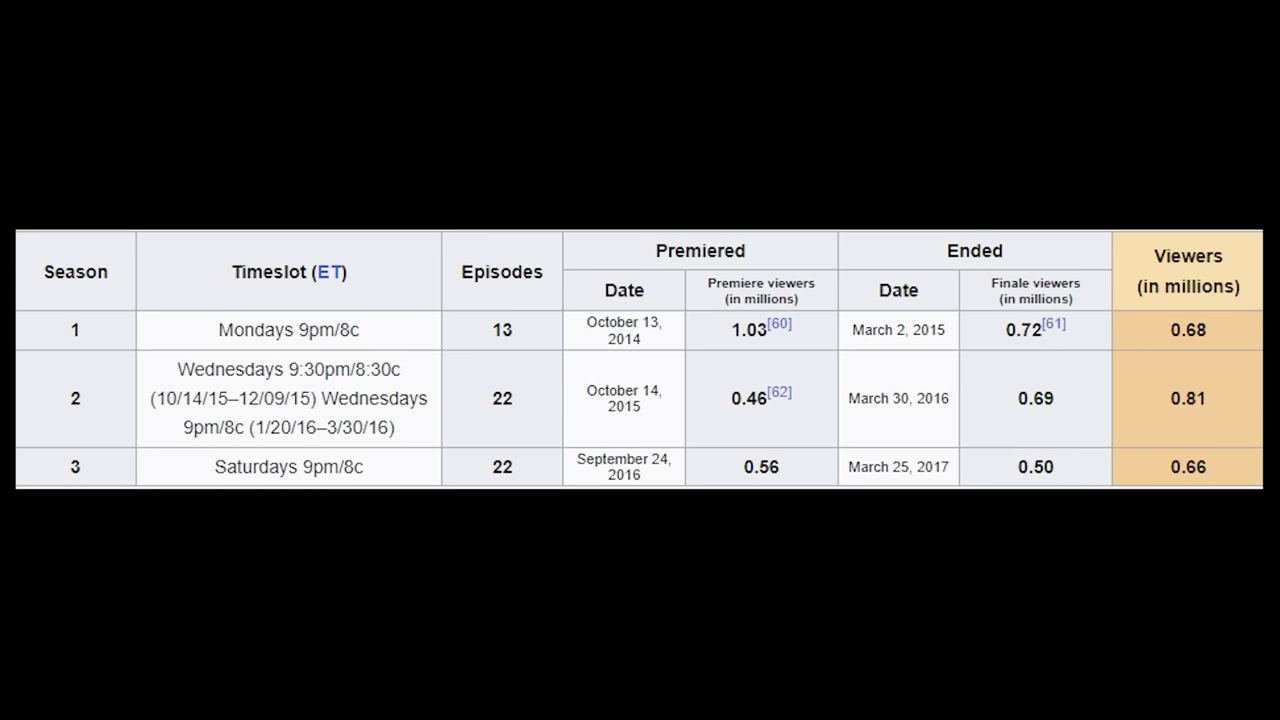 Season
Timeslot (ET)
Episodes
Premiered
Ended
Viewers
(in millions)
Date
Premiere viewers
(in millions)
Date
Finale viewers
(in millions)
1
Mondays 9pm/8c
13
October 13,
2014
1.03[60]
March 2, 2015
0.72[61]
0.68
2
Wednesdays 9:30pm/8:30c
(10/14/15–12/09/15) Wednesdays
9pm/8c (1/20/16–3/30/16)
22
October 14,
2015
0.46[62]
March 30, 2016
0.69
0.81
3
Saturdays 9pm/8c
22
September 24,
2016
0.56
March 25, 2017
0.50
0.66